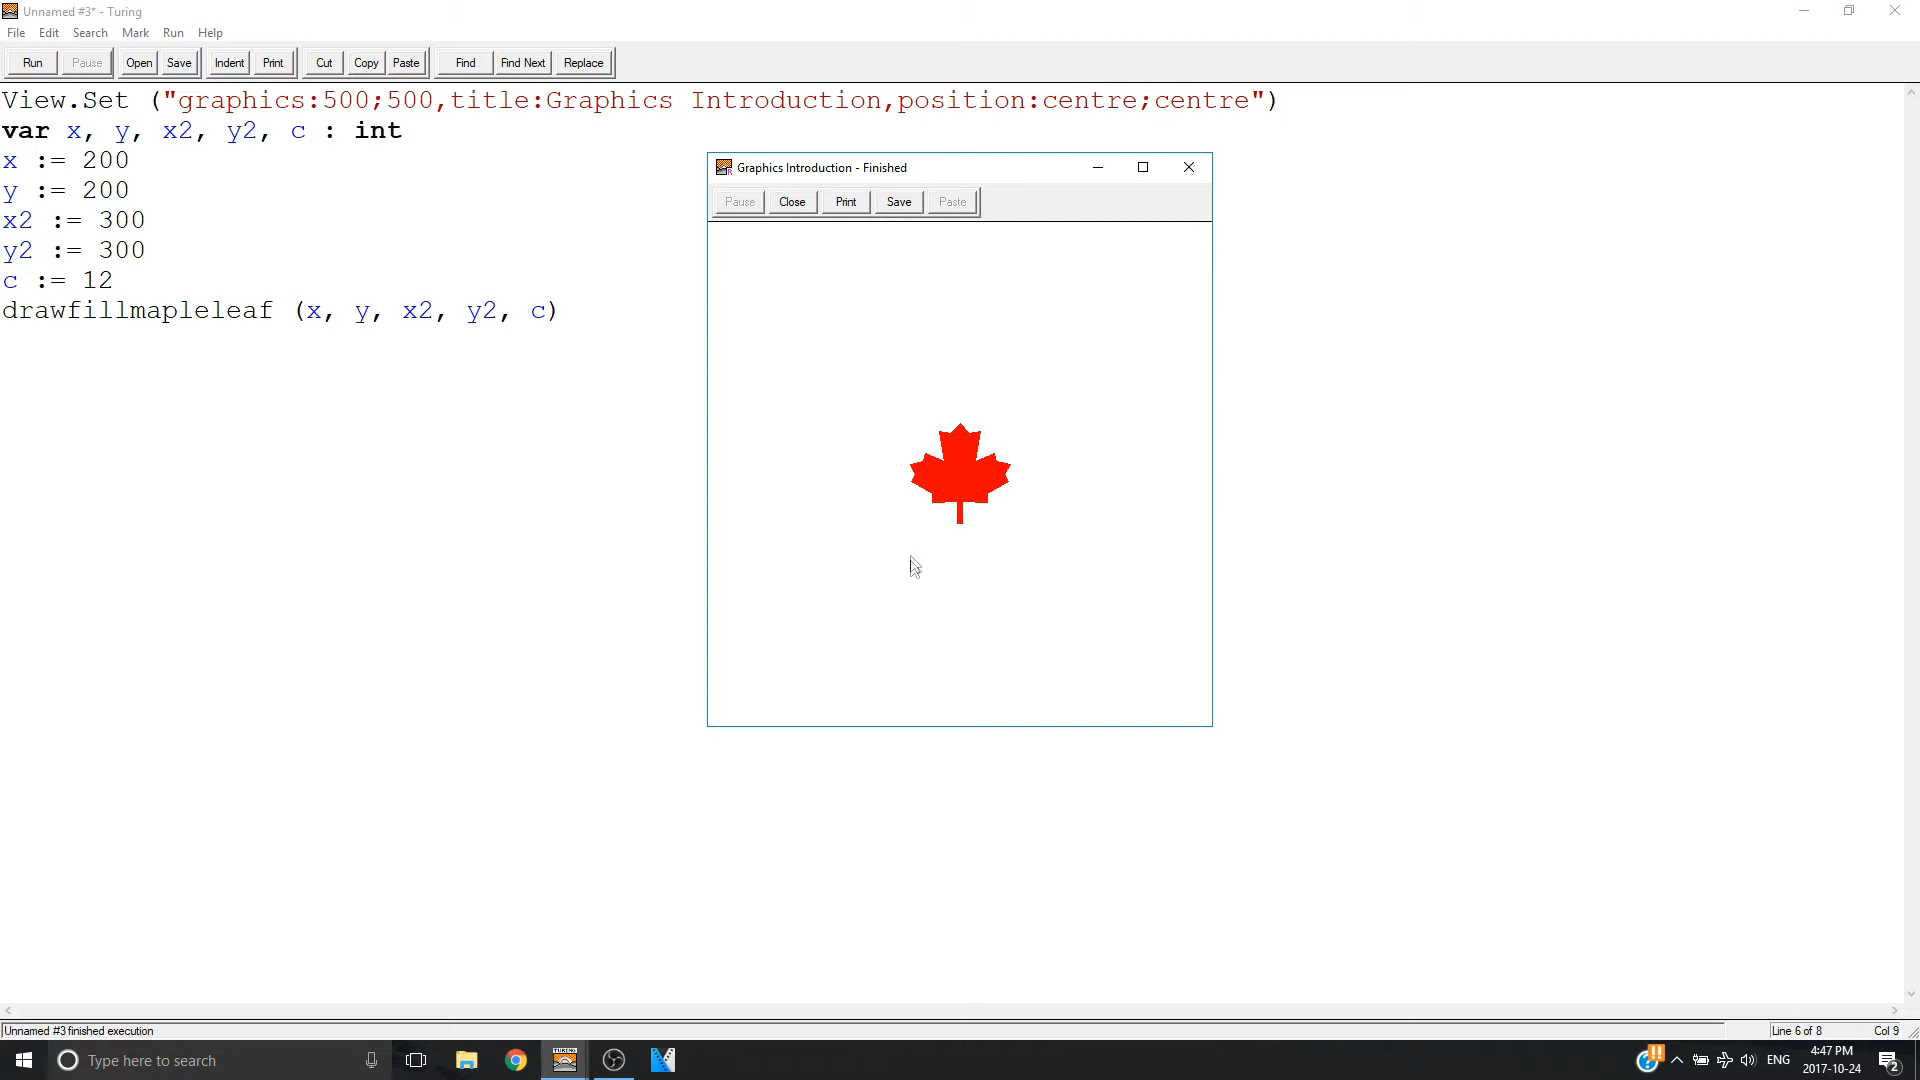 Unnamed #3* - Turing
File Edit Search Mark Run Help
Run Pause Open Save Indent Print Cut Copy Paste Find Find Next Replace
View.Set ("graphics:500;500,title:Graphics Introduction,position:centre;centre")
var x, y, x2, y2, c : int
x := 200
y := 200
x2 := 300
y2 := 300
c := 12
drawfillmapleleaf (x, y, x2, y2, c)
Graphics Introduction - Finished
Pause Close Print Save Paste
Unnamed #3 finished execution
Line 6 of 8 Col 9
Type here to search
TURING
ENG
4:47 PM
2017-10-24
2